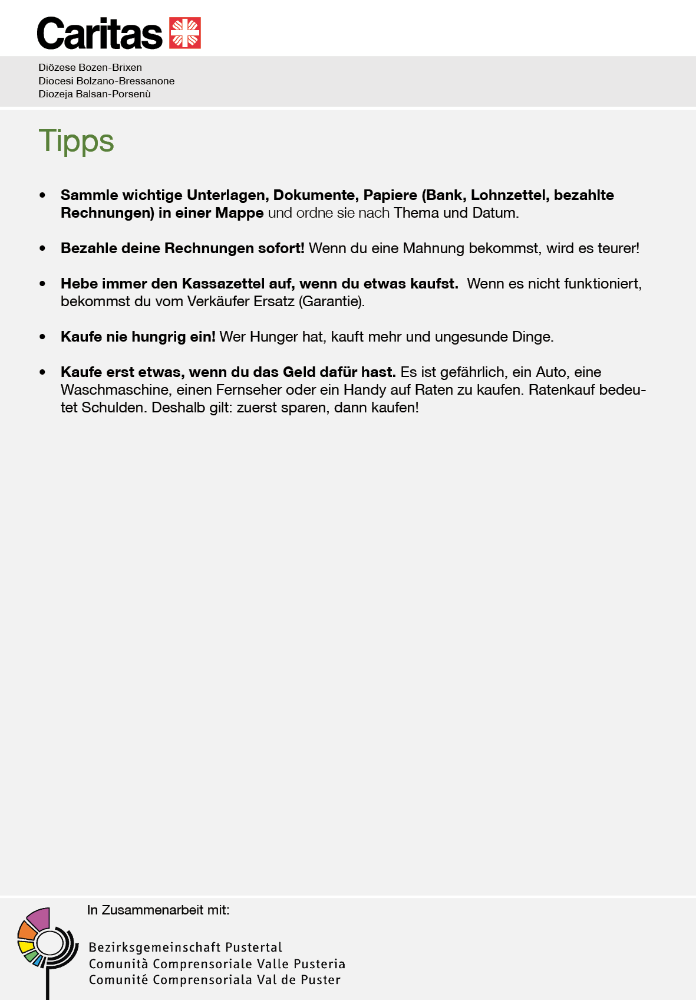 Caritas
Diözese Bozen-Brixen
Diocesi Bolzano-Bressanone
Diozeja Balsan-Porsenù
Tipps
• Sammle wichtige Unterlagen, Dokumente, Papiere (Bank, Lohnzettel, bezahlte
Rechnungen) in einer Mappe und ordne sie nach Thema und Datum.
• Bezahle deine Rechnungen sofort! Wenn du eine Mahnung bekommst, wird es teurer!
• Hebe immer den Kassazettel auf, wenn du etwas kaufst.  Wenn es nicht funktioniert,
bekommst du vom Verkäufer Ersatz (Garantie).
• Kaufe nie hungrig ein! Wer Hunger hat, kauft mehr und ungesunde Dinge.
• Kaufe erst etwas, wenn du das Geld dafür hast. Es ist gefährlich, ein Auto, eine
Waschmaschine, einen Fernseher oder ein Handy auf Raten zu kaufen. Ratenkauf bedeu-
tet Schulden. Deshalb gilt: zuerst sparen, dann kaufen!
In Zusammenarbeit mit:
Bezirksgemeinschaft Pustertal
Comunità Comprensoriale Valle Pusteria
Comunité Comprensoriala Val de Puster